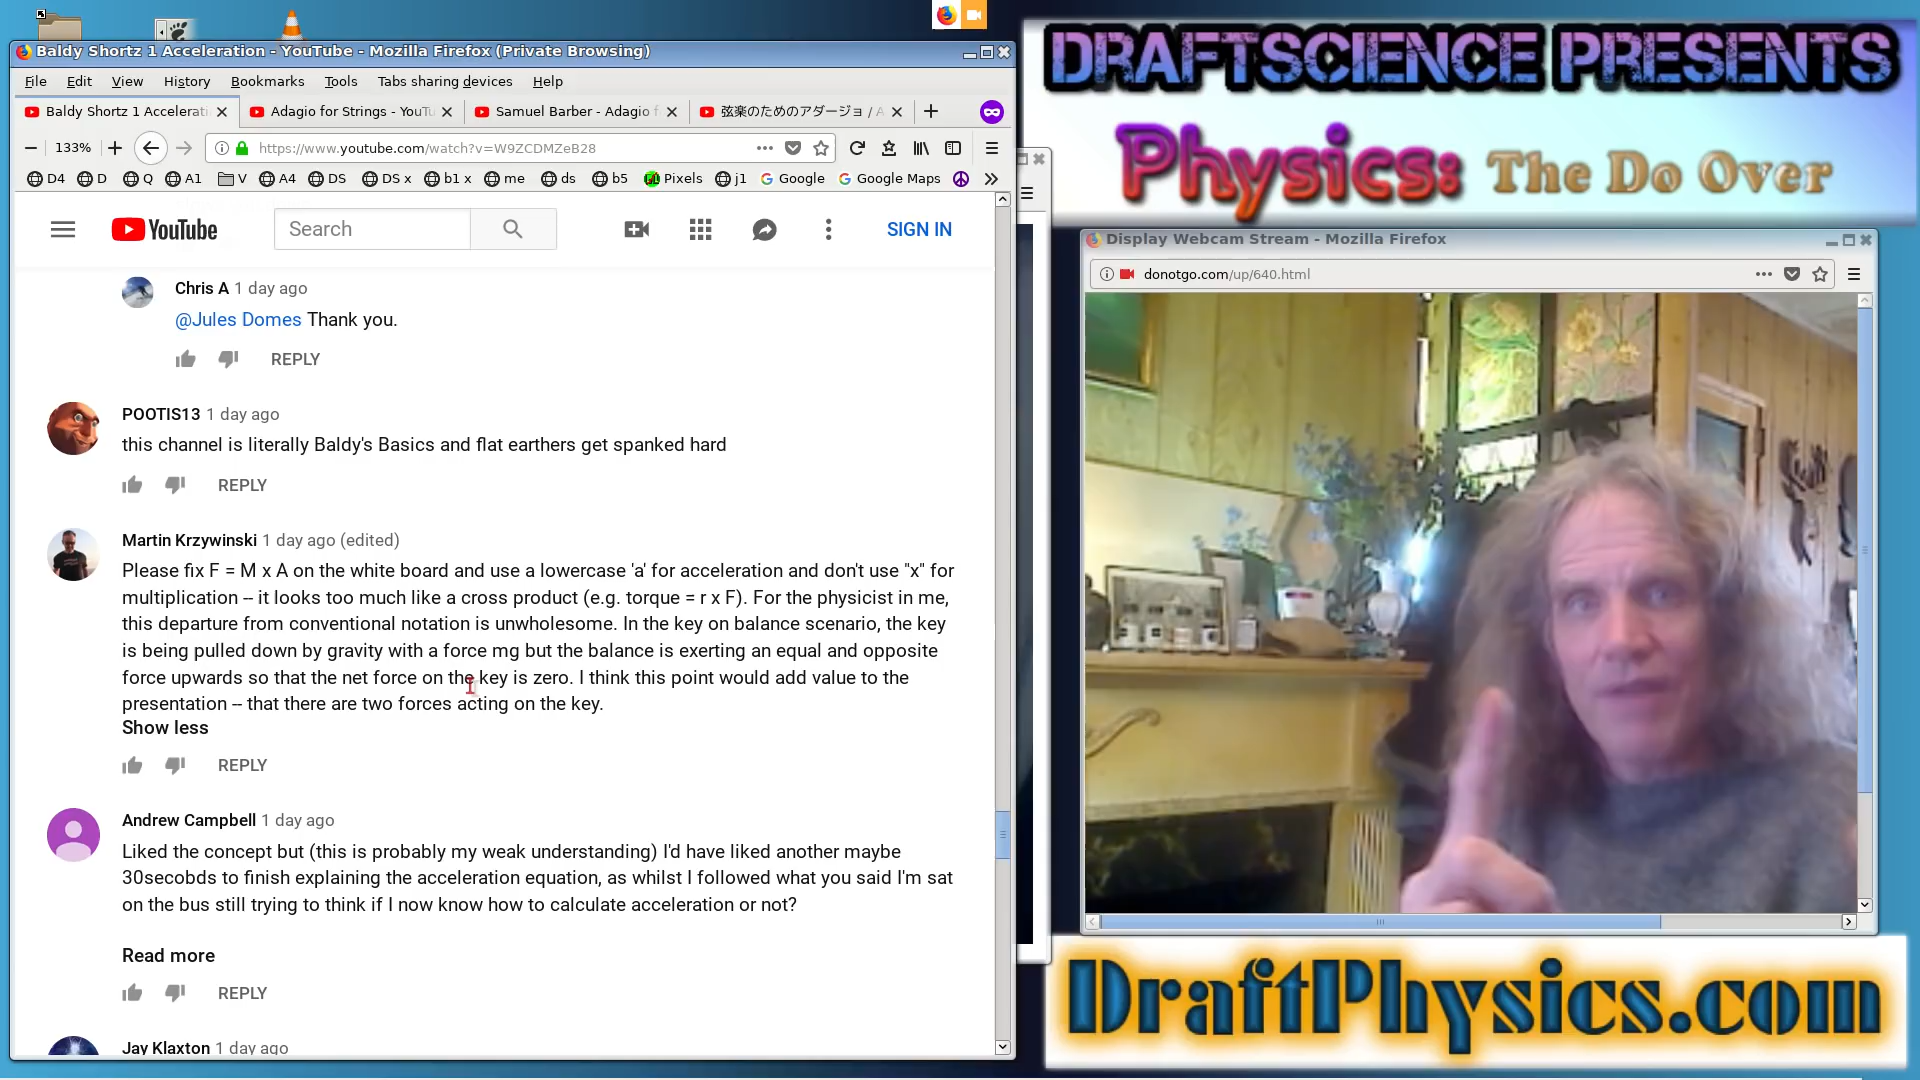 Baldy Shortz 1 Acceleration - YouTube - Mozilla Firefox (Private Browsing)
File Edit View History Bookmarks Tools Tabs sharing devices Help
Baldy Shortz 1 Accelerati
Adagio for Strings - YouTu
Samuel Barber - Adagio f
弦楽のためのアダージョ / A
133%
https://www.youtube.com/watch?v=W9ZCDMZeB28
D4 D Q A1 V A4 DS DS x b1 x me ds b5 Pixels j1 Google Google Maps
YouTube
Search
SIGN IN
Chris A 1 day ago
@Jules Domes Thank you.
REPLY
POOTIS13 1 day ago
this channel is literally Baldy's Basics and flat earthers get spanked hard
REPLY
Martin Krzywinski 1 day ago (edited)
Please fix F = M x A on the white board and use a lowercase 'a' for acceleration and don't use "x" for
multiplication -- it looks too much like a cross product (e.g. torque = r x F). For the physicist in me,
this departure from conventional notation is unwholesome. In the key on balance scenario, the key
is being pulled down by gravity with a force mg but the balance is exerting an equal and opposite
force upwards so that the net force on the key is zero. I think this point would add value to the
presentation -- that there are two forces acting on the key.
Show less
REPLY
Andrew Campbell 1 day ago
Liked the concept but (this is probably my weak understanding) I'd have liked another maybe
30secobds to finish explaining the acceleration equation, as whilst I followed what you said I'm sat
on the bus still trying to think if I now know how to calculate acceleration or not?
Read more
REPLY
Jay Klaxton 1 day ago
DRAFTSCIENCE PRESENTS
Physics: The Do Over
Display Webcam Stream - Mozilla Firefox
donotgo.com/up/640.html
DraftPhysics.com